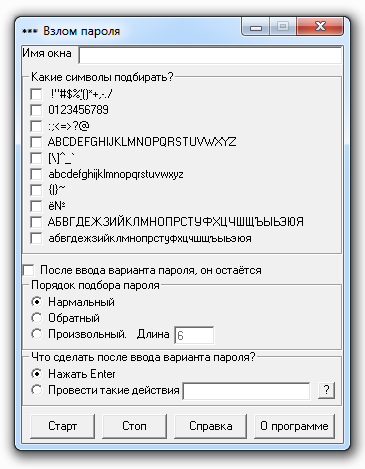 *** Взлом пароля
Имя окна
Какие символы подбирать?
!"#$%'()*+,-./
0123456789
:;<=>?@
ABCDEFGHIJKLMNOPQRSTUVWXYZ
[\]^_`
abcdefghijklmnopqrstuvwxyz
{|}~
ёN№
АБВГДЕЖЗИЙКЛМНОПРСТУФХЦЧШЩЪЫЬЭЮЯ
абвгдежзийклмнопрстуфхцчшщъыьэюя
После ввода варианта пароля, он остаётся
Порядок подбора пароля
Нармальный
Обратный
Произвольный. Длина 6
Что сделать после ввода варианта пароля?
Нажать Enter
Провести такие действия ?
Старт Стоп Справка О программе